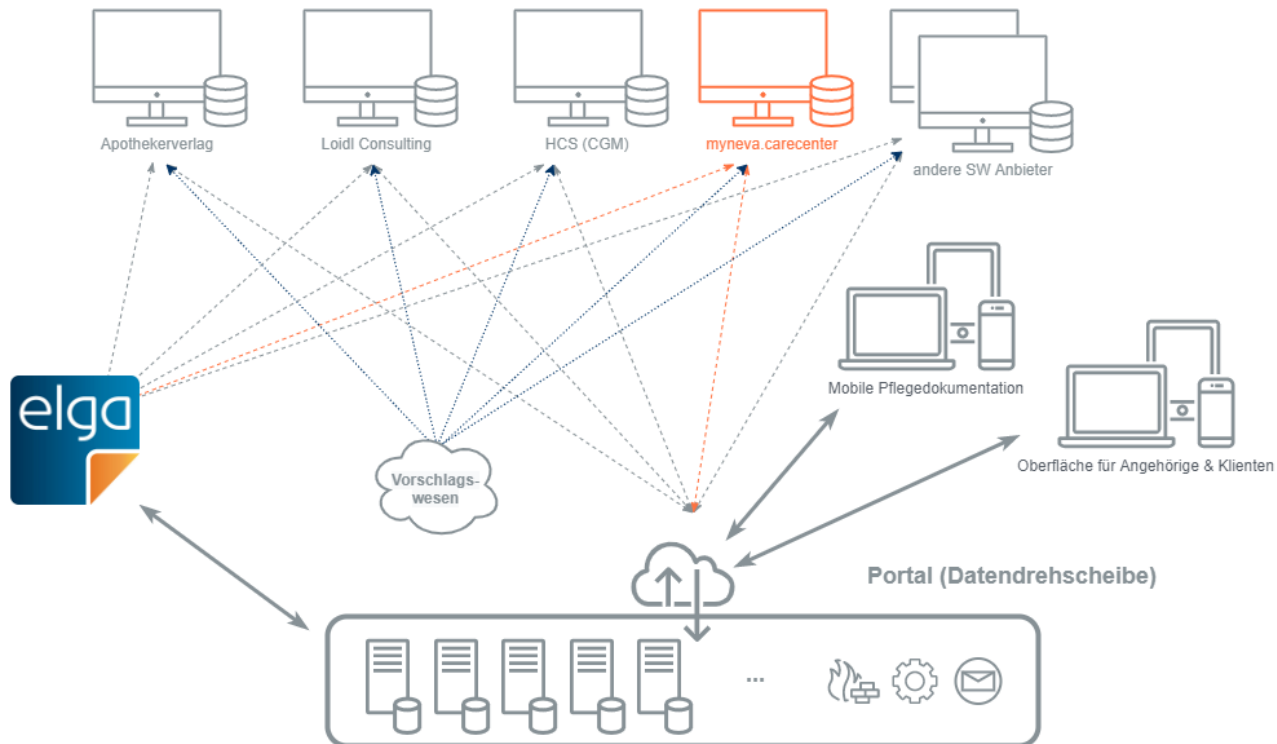 Apothekerverlag
Loidl Consulting
HCS (CGM)
myneva.carecenter
andere SW Anbieter
Mobile Pflegedokumentation
elga
Oberfläche für Angehörige & Klienten
Vorschlags-
wesen
Portal (Datendrehscheibe)
...